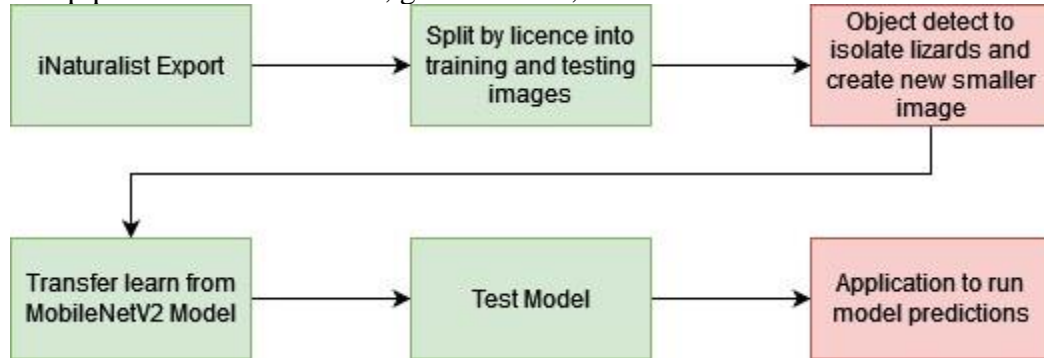 iNaturalist Export
Split by licence into
training and testing
images
Object detect to
isolate lizards and
create new smaller
image
Transfer learn from
MobileNetV2 Model
Test Model
Application to run
model predictions